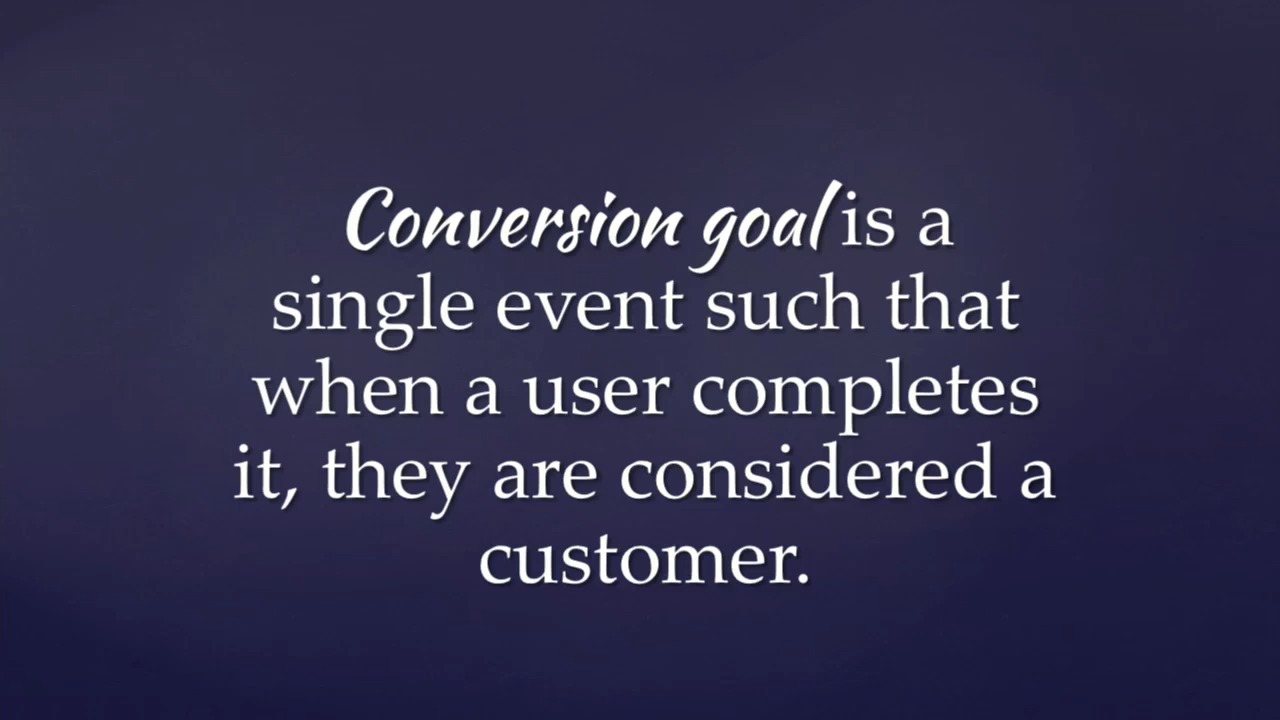 Conversion goal is a
single event such that
when a user completes
it, they are considered a
customer.